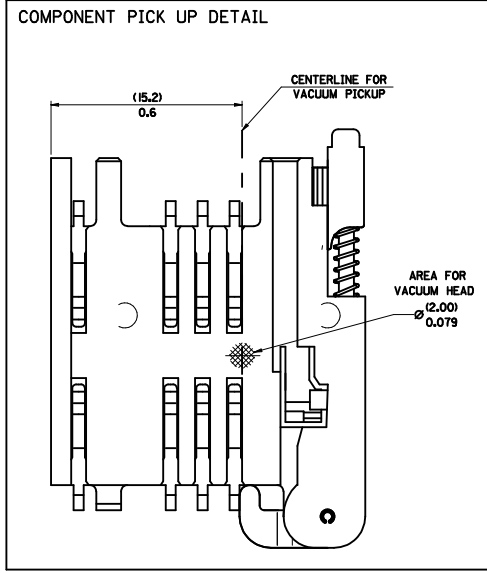 COMPONENT PICK UP DETAIL
CENTERLINE FOR
VACUUM PICKUP
(15.2)
0.6
AREA FOR
VACUUM HEAD
⌀(2.00)
0.079